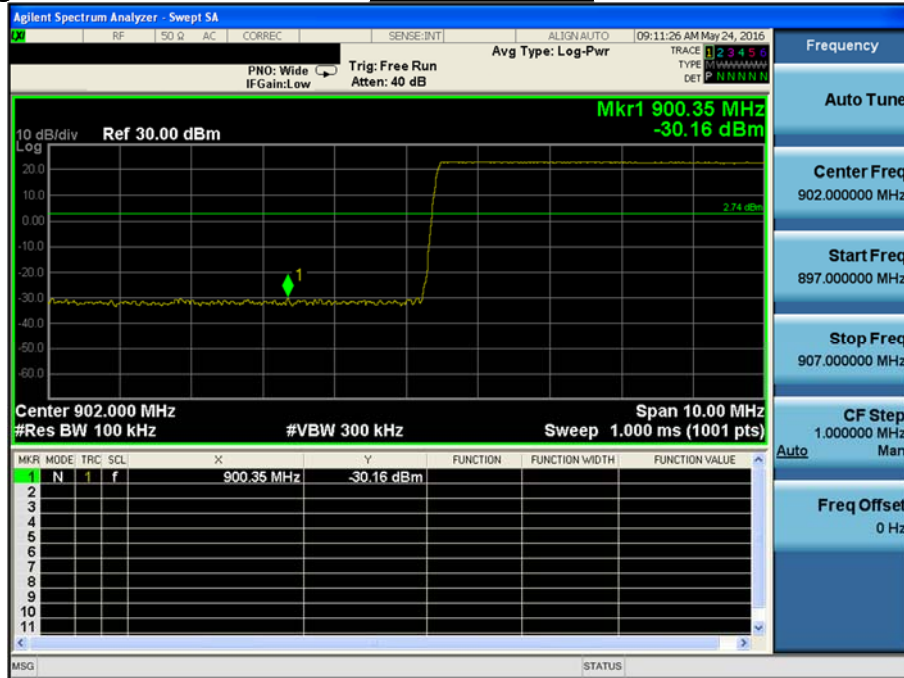 Agilent Spectrum Analyzer - Swept SA
LXI RF 50 Ω AC CORREC SENSE:INT ALIGN AUTO 09:11:26 AM May 24, 2016
Avg Type: Log-Pwr TRACE 1 2 3 4 5 6
PNO: Wide Trig: Free Run TYPE MWWWWW
IFGain:Low Atten: 40 dB DET P N N N N N
Mkr1 900.35 MHz
10 dB/div Ref 30.00 dBm -30.16 dBm
Log
20.0
10.0
2.74 dBm
0.00
-10.0
-20.0
1
-30.0
-40.0
-50.0
-60.0
Center 902.000 MHz Span 10.00 MHz
#Res BW 100 kHz #VBW 300 kHz Sweep 1.000 ms (1001 pts)
MKR MODE TRC SCL X Y FUNCTION FUNCTION WIDTH FUNCTION VALUE
1 N 1 f 900.35 MHz -30.16 dBm
2
3
4
5
6
7
8
9
10
11
MSG STATUS
Frequency
Auto Tune
Center Freq
902.000000 MHz
Start Freq
897.000000 MHz
Stop Freq
907.000000 MHz
CF Step
1.000000 MHz
Auto Man
Freq Offset
0 Hz